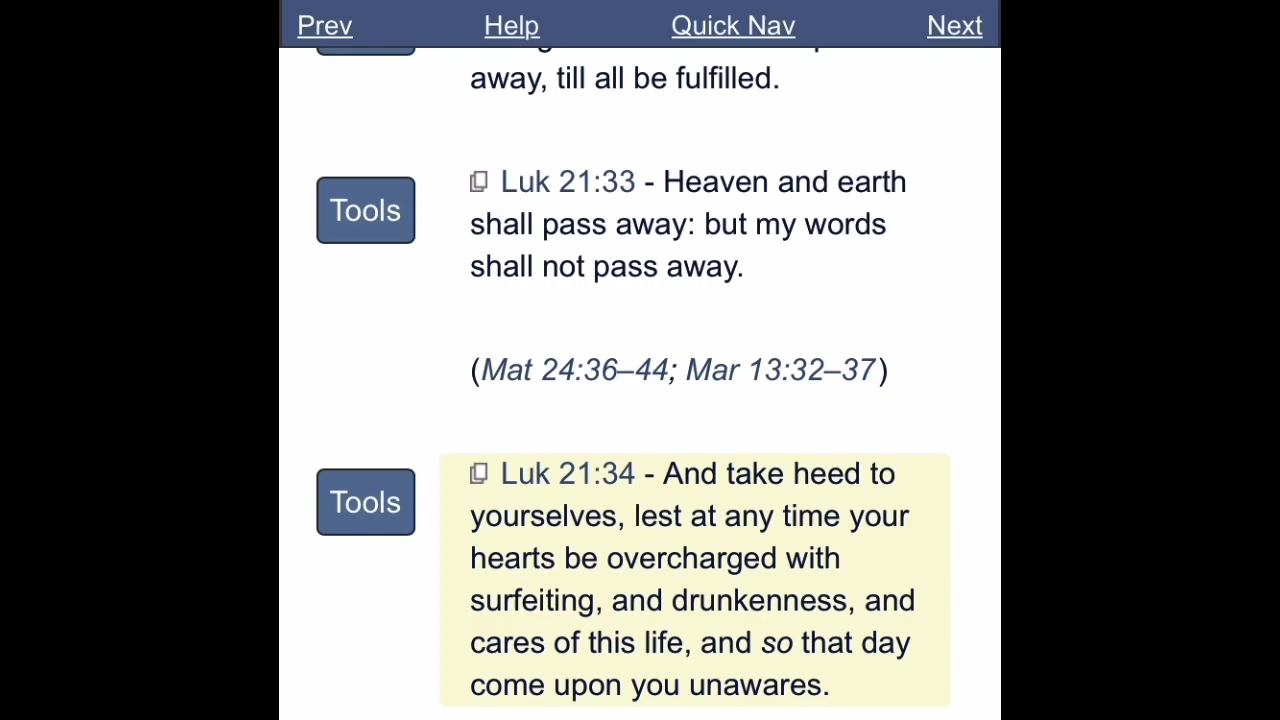 Prev Help Quick Nav Next
away, till all be fulfilled.
Tools
Luk 21:33 - Heaven and earth
shall pass away: but my words
shall not pass away.
(Mat 24:36–44; Mar 13:32–37)
Tools
Luk 21:34 - And take heed to
yourselves, lest at any time your
hearts be overcharged with
surfeiting, and drunkenness, and
cares of this life, and so that day
come upon you unawares.